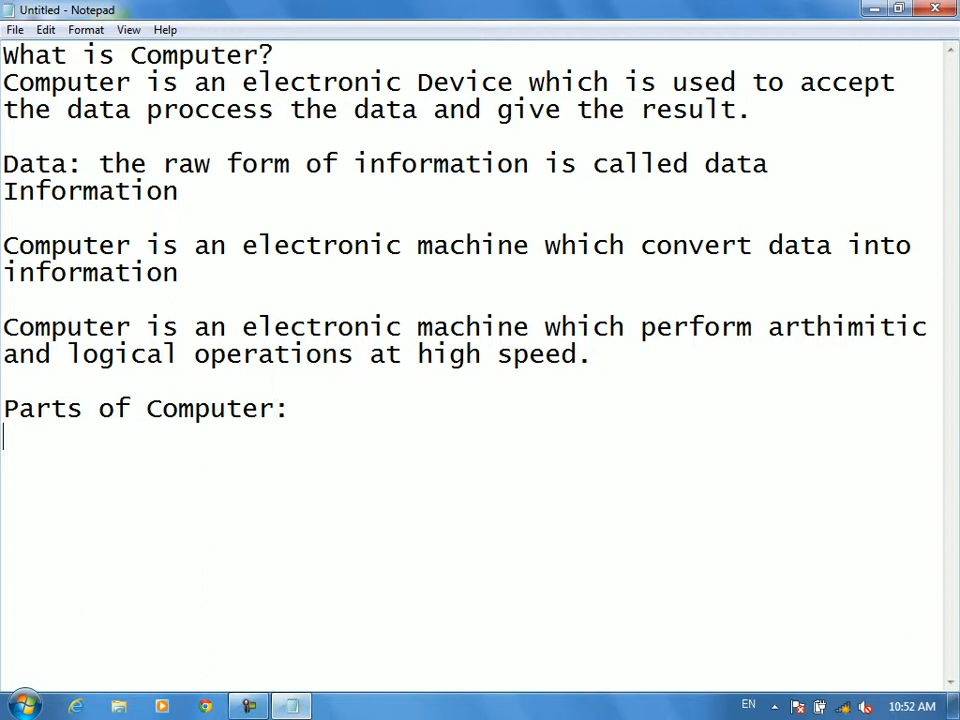 Untitled - Notepad
File Edit Format View Help
What is Computer?
Computer is an electronic Device which is used to accept
the data proccess the data and give the result.
Data: the raw form of information is called data
Information
Computer is an electronic machine which convert data into
information
Computer is an electronic machine which perform arthimitic
and logical operations at high speed.
Parts of Computer:
EN 10:52 AM